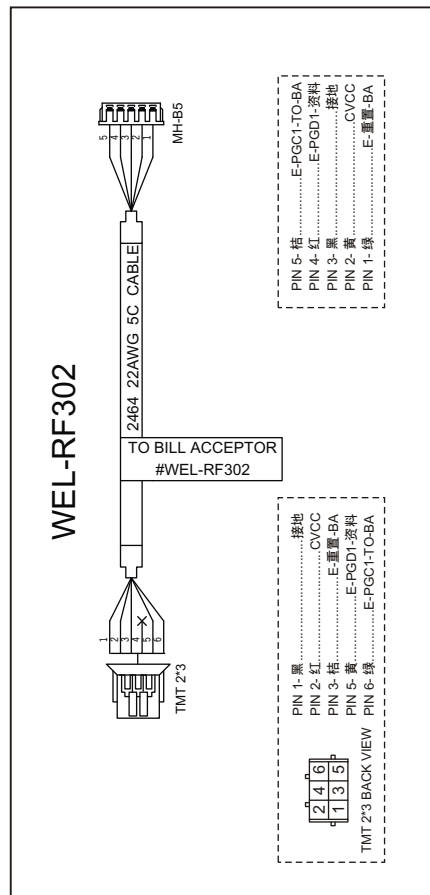 WEL-RF302
MH-B5
5
4
3
2
1
2464 22AWG 5C CABLE
TO BILL ACCEPTOR
#WEL-RF302
1
2
3
4
5
6
TMT 2*3
PIN 5- 桔..............E-PGC1-TO-BA
PIN 4- 红..............E-PGD1-资料
PIN 3- 黑..............接地
PIN 2- 黄..............CVCC
PIN 1- 绿..............E-重置-BA
PIN 1- 黑..............接地
PIN 2- 红..............CVCC
PIN 3- 桔..............E-重置-BA
PIN 5- 黄..............E-PGD1-资料
PIN 6- 绿..............E-PGC1-TO-BA
2 4 6
1 3 5
TMT 2*3 BACK VIEW